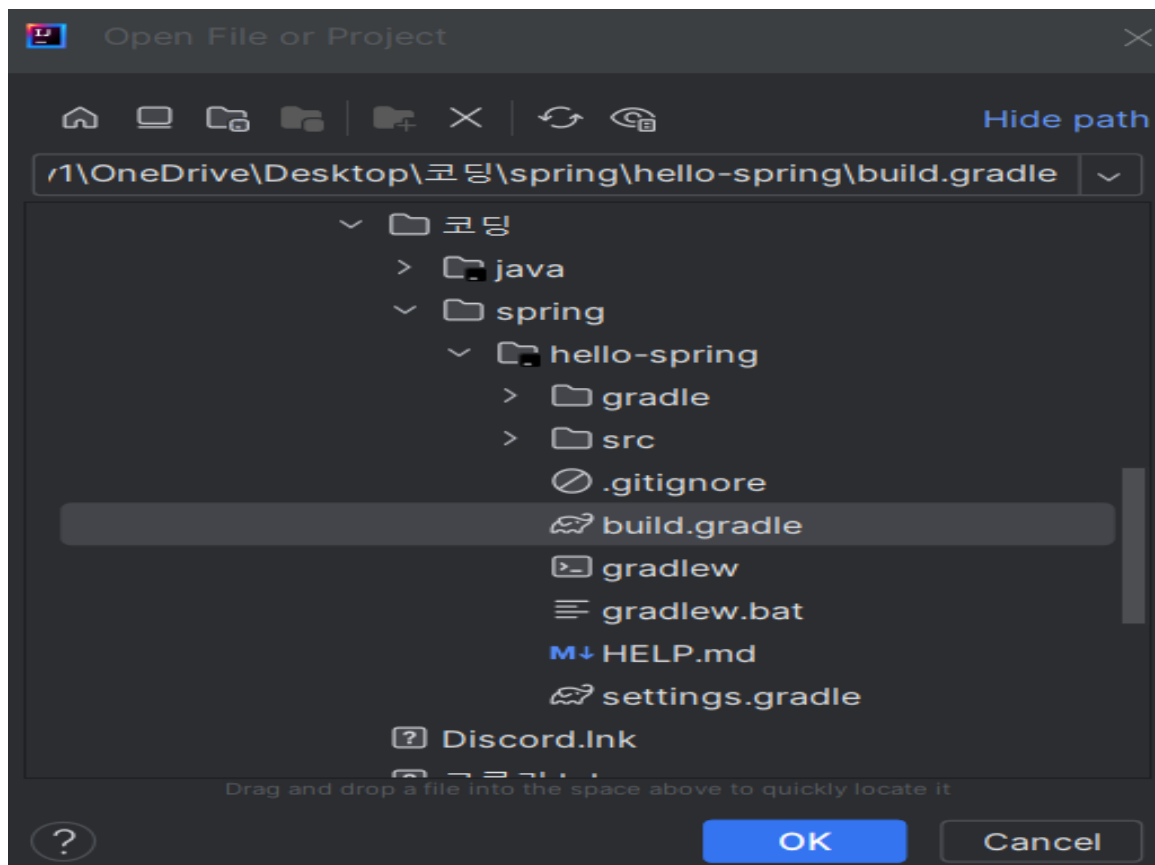 Open File or Project
Hide path
1\OneDrive\Desktop\코딩\spring\hello-spring\build.gradle
코딩
java
spring
hello-spring
gradle
src
.gitignore
build.gradle
gradlew
gradlew.bat
M↓ HELP.md
settings.gradle
Discord.lnk
Drag and drop a file into the space above to quickly locate it
? OK Cancel